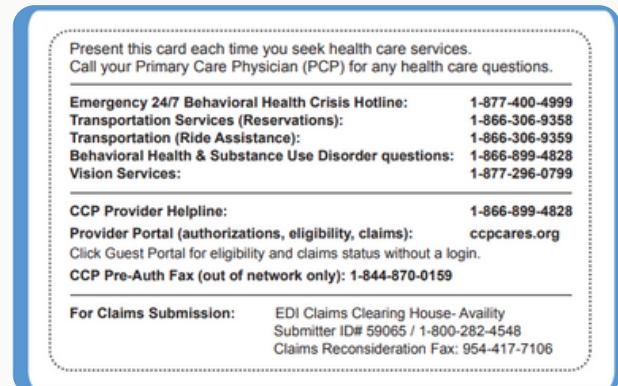 Present this card each time you seek health care services.
Call your Primary Care Physician (PCP) for any health care questions.
Emergency 24/7 Behavioral Health Crisis Hotline: 1-877-400-4999
Transportation Services (Reservations): 1-866-306-9358
Transportation (Ride Assistance): 1-866-306-9359
Behavioral Health & Substance Use Disorder questions: 1-866-899-4828
Vision Services: 1-877-296-0799
CCP Provider Helpline: 1-866-899-4828
Provider Portal (authorizations, eligibility, claims): ccpcares.org
Click Guest Portal for eligibility and claims status without a login.
CCP Pre-Auth Fax (out of network only): 1-844-870-0159
For Claims Submission: EDI Claims Clearing House- Availity
Submitter ID# 59065 / 1-800-282-4548
Claims Reconsideration Fax: 954-417-7106